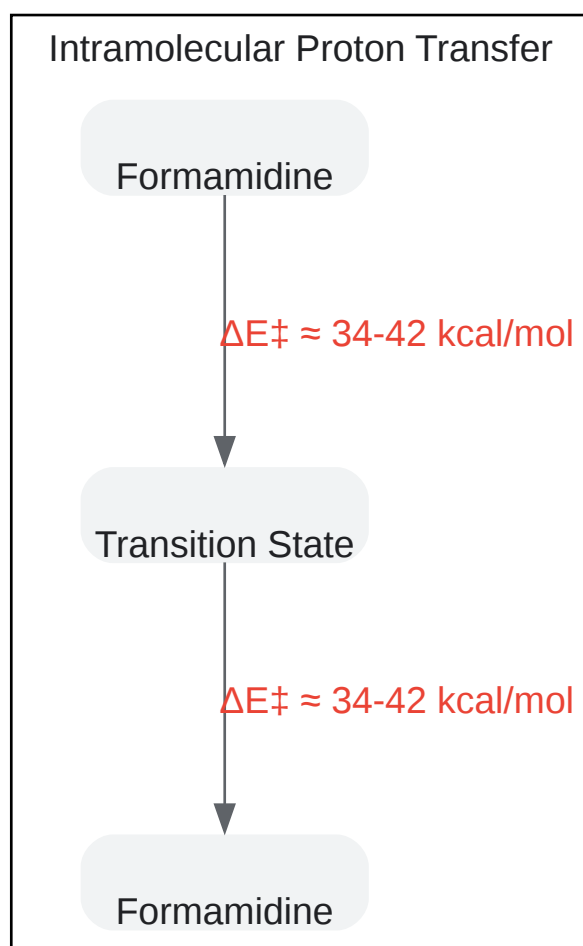 Intramolecular Proton Transfer
Formamidine
ΔE‡ ≈ 34-42 kcal/mol
Transition State
ΔE‡ ≈ 34-42 kcal/mol
Formamidine